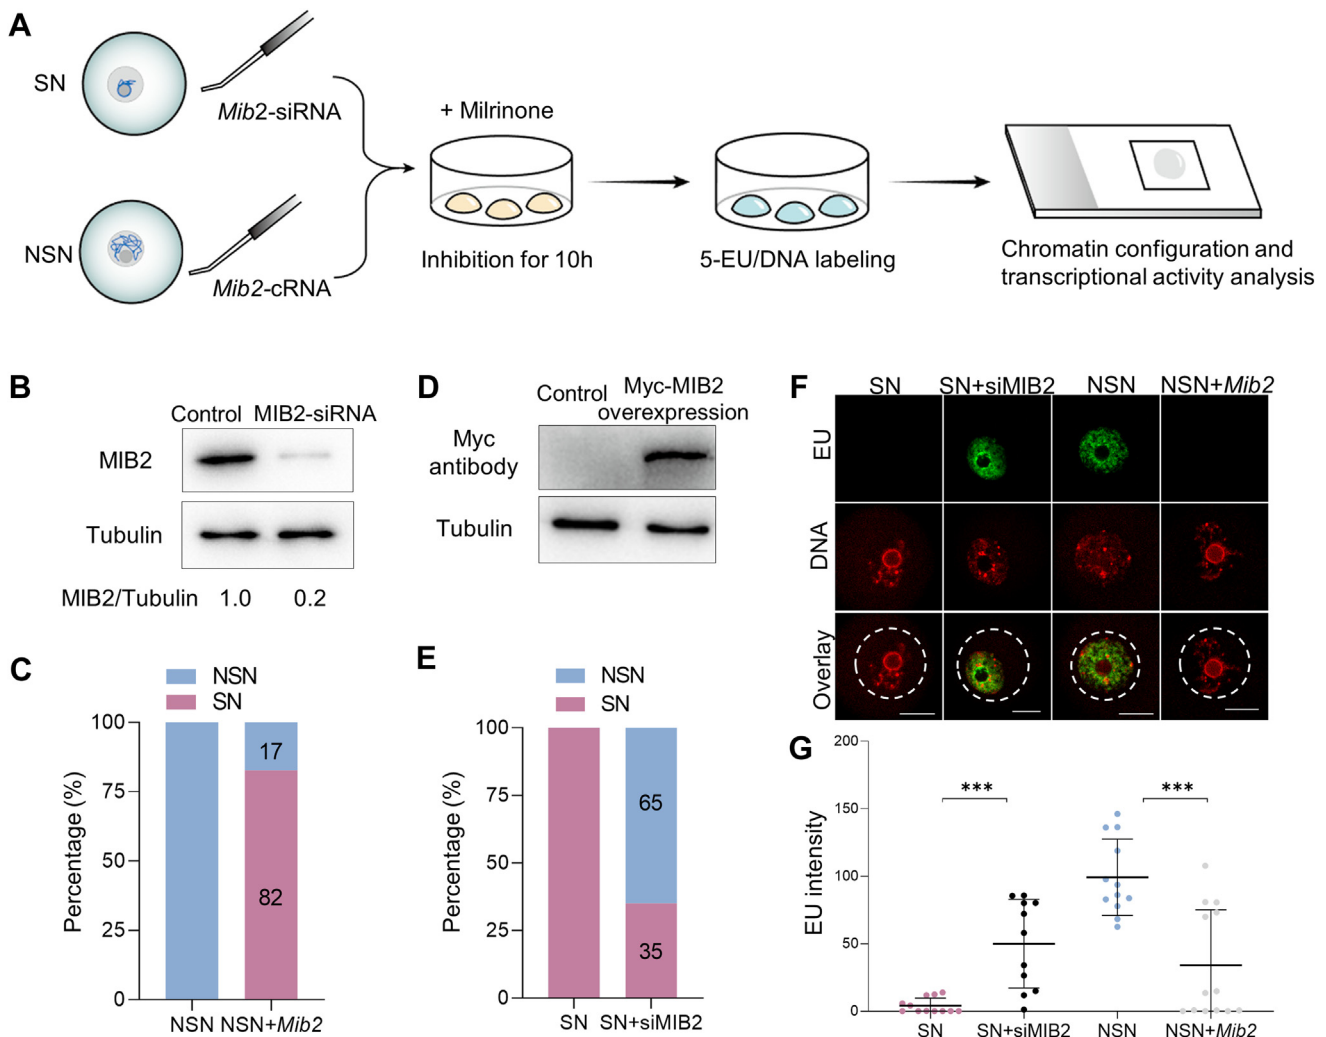 A
SN
Mib2-siRNA
NSN
Mib2-cRNA
+ Milrinone
Inhibition for 10h
5-EU/DNA labeling
Chromatin configuration and
transcriptional activity analysis
B
Control MIB2-siRNA
MIB2
Tubulin
MIB2/Tubulin 1.0 0.2
D
Control Myc-MIB2
overexpression
Myc
antibody
Tubulin
F
SN SN+siMIB2 NSN NSN+Mib2
EU
DNA
Overlay
C
NSN
SN
Percentage (%)
100
75
50
25
0
17
82
NSN NSN+Mib2
E
NSN
SN
Percentage (%)
100
75
50
25
0
65
35
SN SN+siMIB2
G
EU intensity
200
150
100
50
0
*** ***
SN SN+siMIB2 NSN NSN+Mib2